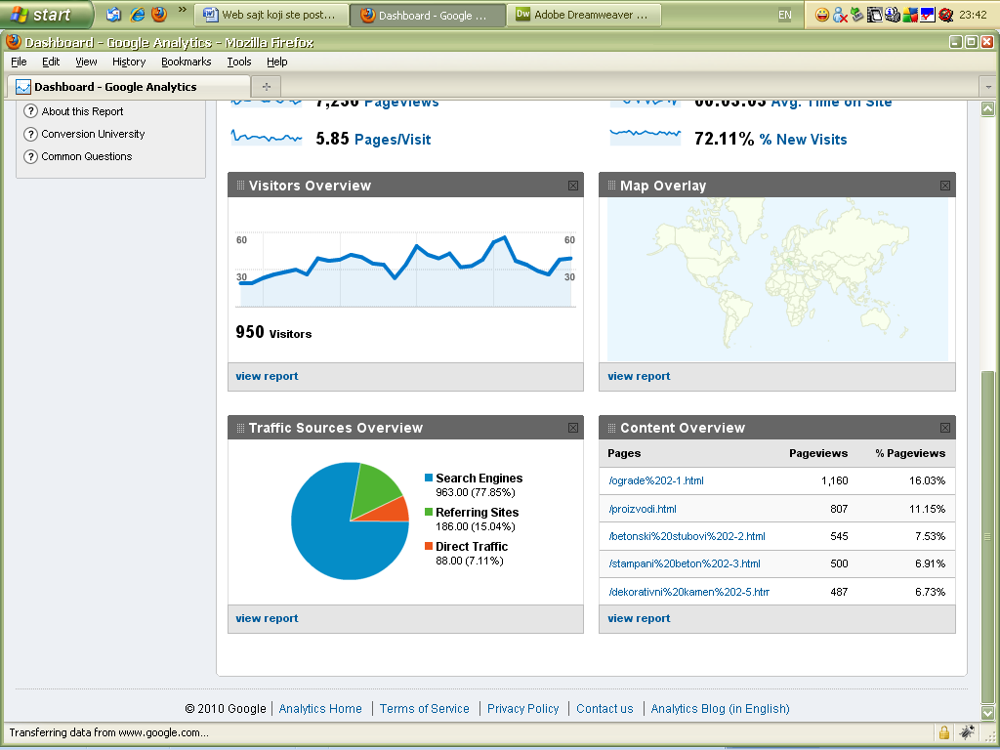 start
Web sajt koji ste post...
Dashboard - Google ...
Adobe Dreamweaver ...
EN
23:42
Dashboard - Google Analytics - Mozilla Firefox
File Edit View History Bookmarks Tools Help
Dashboard - Google Analytics
About this Report
Conversion University
Common Questions
7,236 Pageviews
00:03:03 Avg. Time on Site
5.85 Pages/Visit
72.11% % New Visits
Visitors Overview
60 60
30 30
950 Visitors
view report
Map Overlay
view report
Traffic Sources Overview
Search Engines
963.00 (77.85%)
Referring Sites
186.00 (15.04%)
Direct Traffic
88.00 (7.11%)
view report
Content Overview
Pages Pageviews % Pageviews
/ograde%202-1.html 1,160 16.03%
/proizvodi.html 807 11.15%
/betonski%20stubovi%202-2.html 545 7.53%
/stampani%20beton%202-3.html 500 6.91%
/dekorativni%20kamen%202-5.htm 487 6.73%
view report
© 2010 Google Analytics Home Terms of Service Privacy Policy Contact us Analytics Blog (in English)
Transferring data from www.google.com...